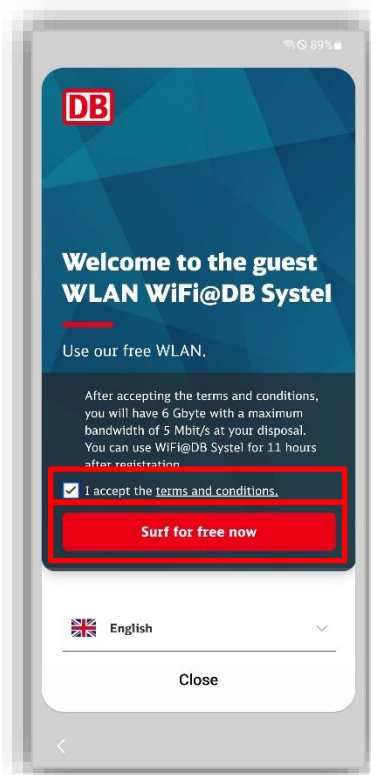 89%
DB
Welcome to the guest
WLAN WiFi@DB Systel
Use our free WLAN.
After accepting the terms and conditions,
you will have 6 Gbyte with a maximum
bandwidth of 5 Mbit/s at your disposal.
You can use WiFi@DB Systel for 11 hours
after registration
I accept the terms and conditions.
Surf for free now
English
Close